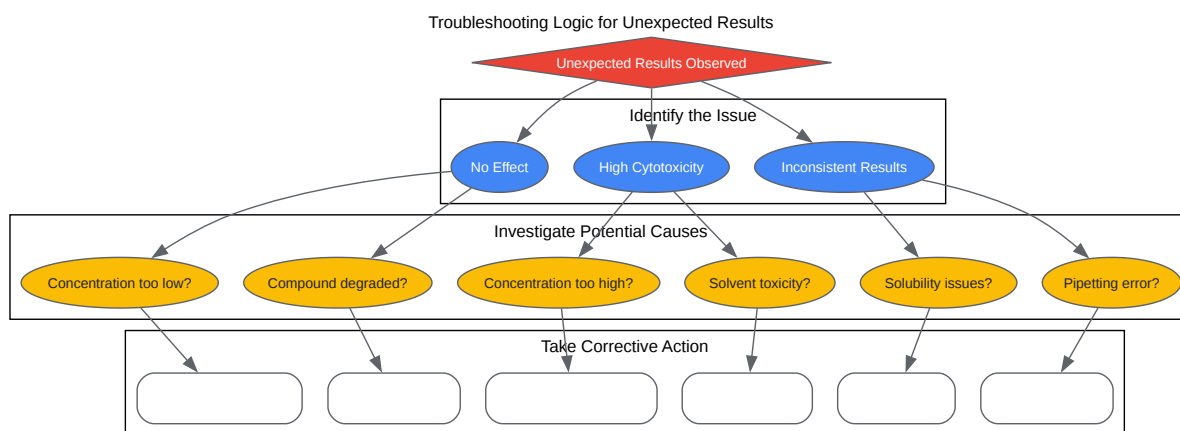 Troubleshooting Logic for Unexpected Results
Unexpected Results Observed
Identify the Issue
No Effect
High Cytotoxicity
Inconsistent Results
Investigate Potential Causes
Concentration too low?
Compound degraded?
Concentration too high?
Solvent toxicity?
Solubility issues?
Pipetting error?
Take Corrective Action